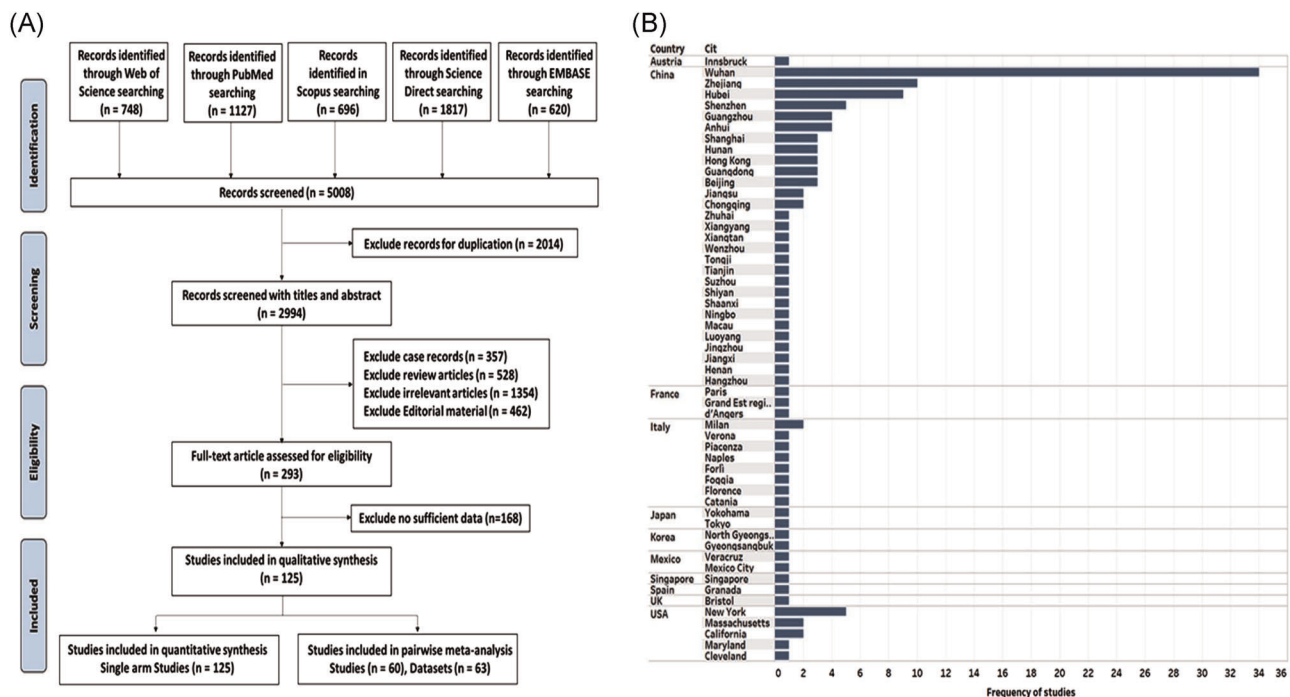 (A)
Records identified
through Web of
Science searching
(n = 748)
Records identified
through PubMed
searching
(n = 1127)
Records
identified in
Scopus searching
(n = 696)
Records identified
through Science
Direct searching
(n = 1817)
Records identified
through EMBASE
searching
(n = 620)
Identification
Records screened (n = 5008)
Exclude records for duplication (n = 2014)
Screening
Records screened with titles and abstract
(n = 2994)
Exclude case records (n = 357)
Exclude review articles (n = 528)
Exclude irrelevant articles (n = 1354)
Exclude Editorial material (n = 462)
Eligibility
Full-text article assessed for eligibility
(n = 293)
Exclude no sufficient data (n=168)
Included
Studies included in qualitative synthesis
(n = 125)
Studies included in quantitative synthesis
Single arm Studies (n = 125)
Studies included in pairwise meta-analysis
Studies (n = 60), Datasets (n = 63)
(B)
Country Cit
Austria Innsbruck
China Wuhan
Zhejiang
Hubei
Shenzhen
Guangzhou
Anhui
Shanghai
Hunan
Hong Kong
Guangdong
Beijing
Jiangsu
Chongqing
Zhuhai
Xiangyang
Xiangtan
Wenzhou
Tongji
Tianjin
Suzhou
Shiyan
Shaanxi
Ningbo
Macau
Luoyang
Jingzhou
Jiangxi
Henan
Hangzhou
France Paris
Grand Est regi..
d'Angers
Italy Milan
Verona
Piacenza
Naples
Forlì
Foggia
Florence
Catania
Japan Yokohama
Tokyo
Korea North Gyeongs..
Gyeongsangbuk
Mexico Veracruz
Mexico City
Singapore Singapore
Spain Granada
UK Bristol
USA New York
Massachusetts
California
Maryland
Cleveland
0 2 4 6 8 10 12 14 16 18 20 22 24 26 28 30 32 34 36
Frequency of studies